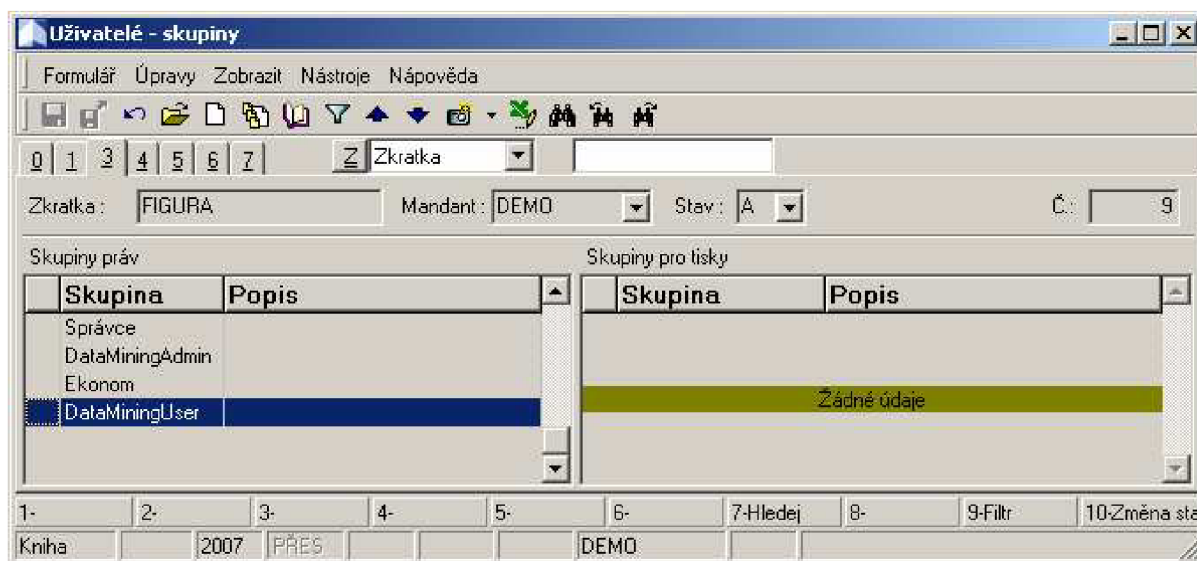 Uživatelé - skupiny
Formulář Úpravy Zobrazit Nástroje Nápověda
0 1 3 4 5 6 7 Z Zkratka
Zkratka: FIGURA Mandant: DEMO Stav: A Č.: 9
Skupiny práv Skupiny pro tisky
Skupina Popis Skupina Popis
Správce
DataMiningAdmin
Ekonom
Žádné údaje
DataMiningUser
1- 2- 3- 4- 5- 6- 7-Hledej 8- 9-Filtr 10-Změna sta
Kniha 2007 PŘES DEMO